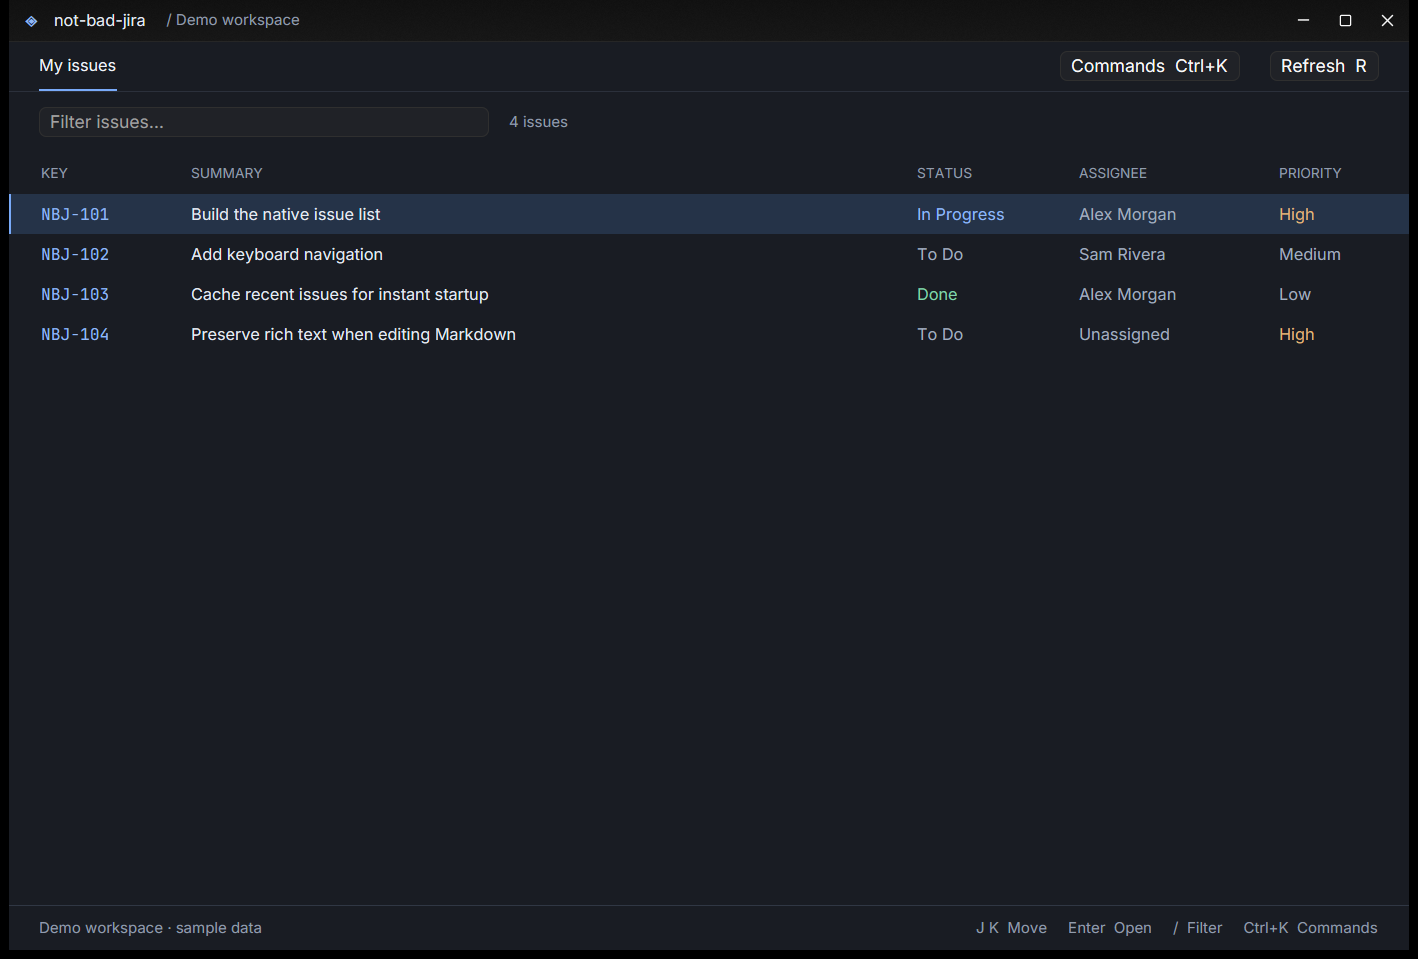 not-bad-jira / Demo workspace
My issues Commands Ctrl+K Refresh R
Filter issues... 4 issues
KEY SUMMARY STATUS ASSIGNEE PRIORITY
NBJ-101 Build the native issue list In Progress Alex Morgan High
NBJ-102 Add keyboard navigation To Do Sam Rivera Medium
NBJ-103 Cache recent issues for instant startup Done Alex Morgan Low
NBJ-104 Preserve rich text when editing Markdown To Do Unassigned High
Demo workspace · sample data J K Move Enter Open / Filter Ctrl+K Commands